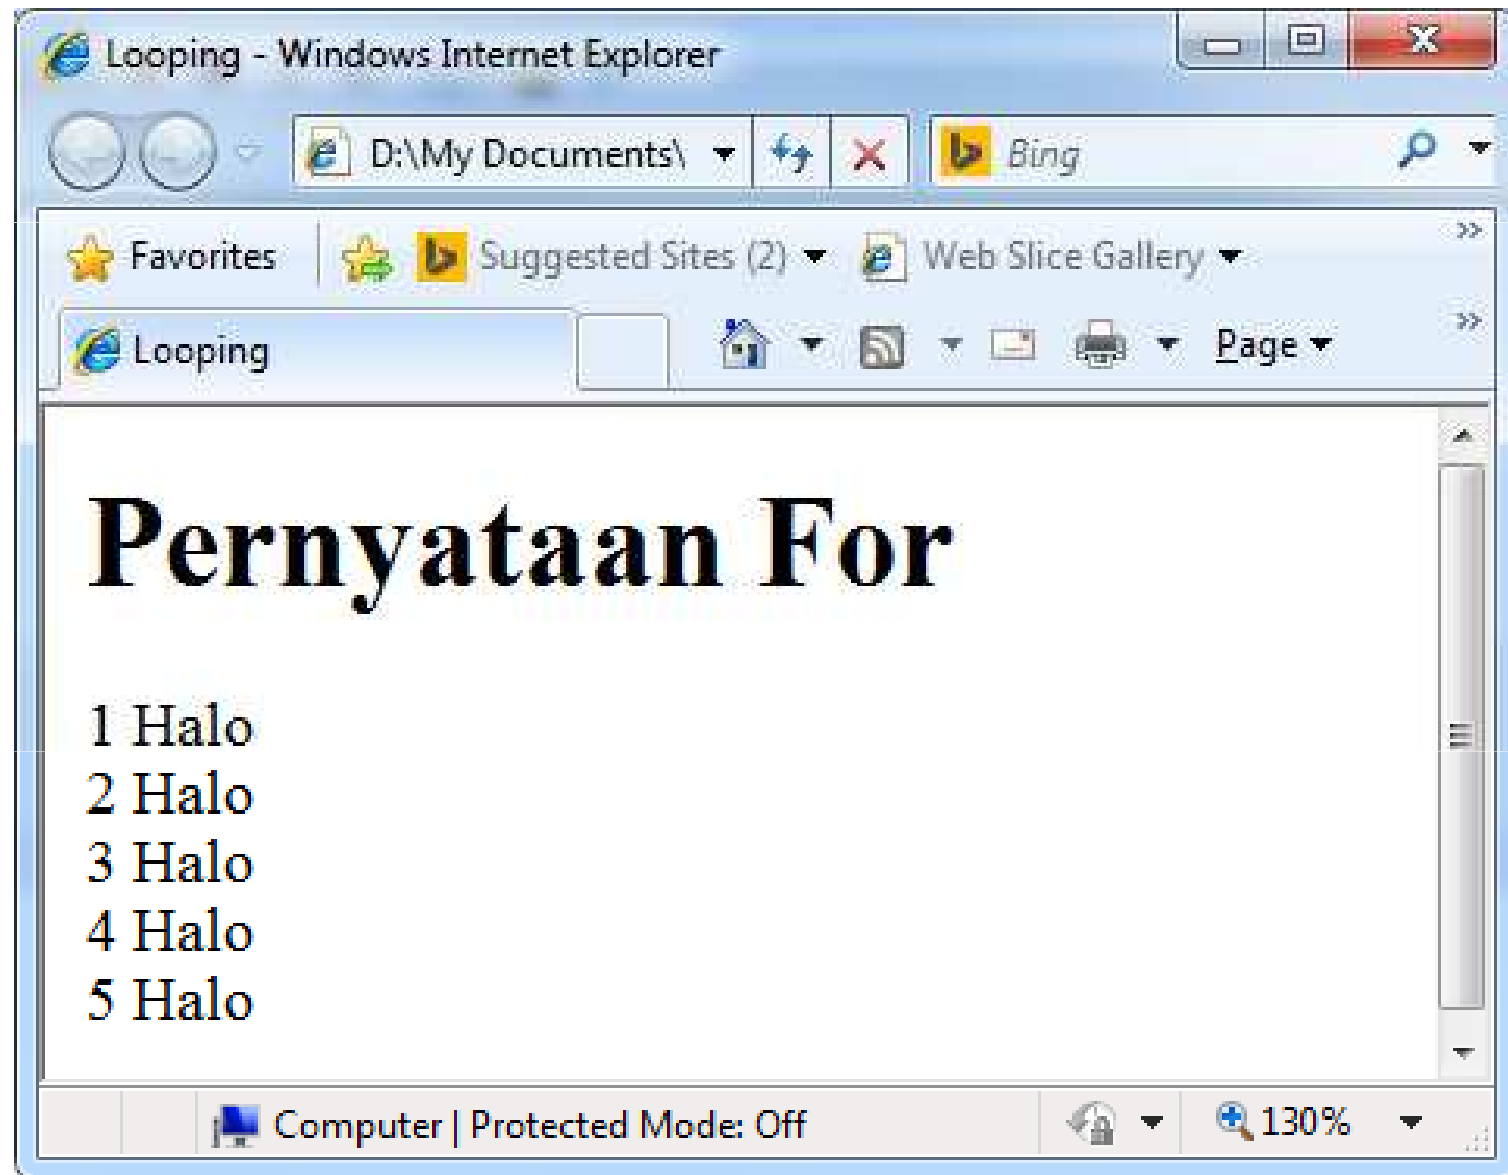 Looping - Windows Internet Explorer
D:\My Documents\ Bing
Favorites Suggested Sites (2) Web Slice Gallery
Looping Page
Pernyataan For
1 Halo
2 Halo
3 Halo
4 Halo
5 Halo
Computer | Protected Mode: Off 130%